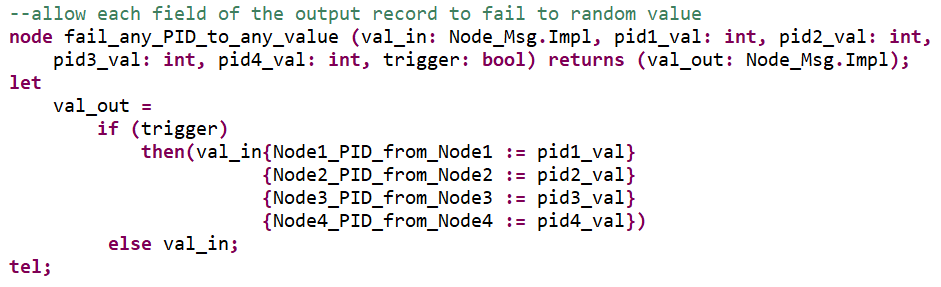 --allow each field of the output record to fail to random value
node fail_any_PID_to_any_value (val_in: Node_Msg.Impl, pid1_val: int, pid2_val: int,
    pid3_val: int, pid4_val: int, trigger: bool) returns (val_out: Node_Msg.Impl);
let
    val_out =
        if (trigger)
            then(val_in{Node1_PID_from_Node1 := pid1_val}
                       {Node2_PID_from_Node2 := pid2_val}
                       {Node3_PID_from_Node3 := pid3_val}
                       {Node4_PID_from_Node4 := pid4_val})
         else val_in;
tel;